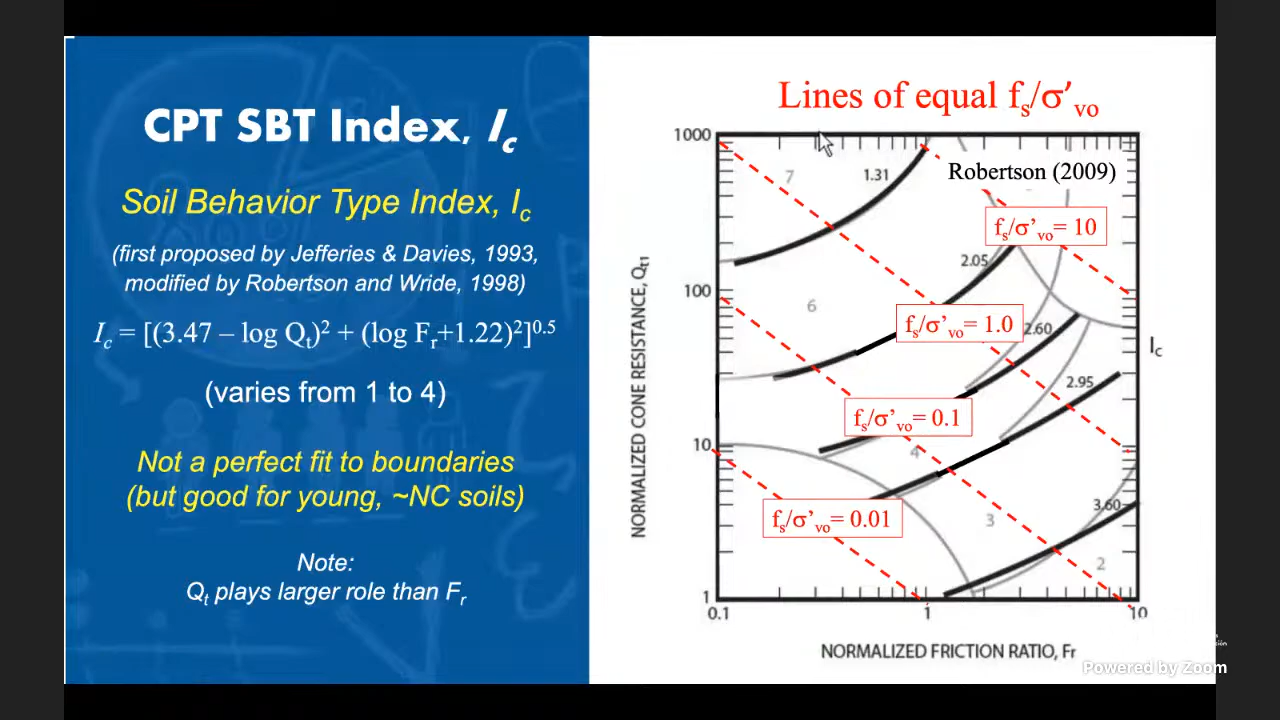 CPT SBT Index, Ic
Soil Behavior Type Index, Ic
(first proposed by Jefferies & Davies, 1993,
modified by Robertson and Wride, 1998)
Ic = [(3.47 – log Qt)2 + (log Fr+1.22)2]0.5
(varies from 1 to 4)
Not a perfect fit to boundaries
(but good for young, ~NC soils)
Note:
Qt plays larger role than Fr
Lines of equal fs/σ’vo
1000
100
10
1
0.1
1
10
NORMALIZED CONE RESISTANCE, Qt1
NORMALIZED FRICTION RATIO, Fr
Robertson (2009)
7
1.31
fs/σ’vo= 10
2.05
6
fs/σ’vo= 1.0
2.60
Ic
2.95
fs/σ’vo= 0.1
4
3.60
fs/σ’vo= 0.01
3
2
Powered by Zoom